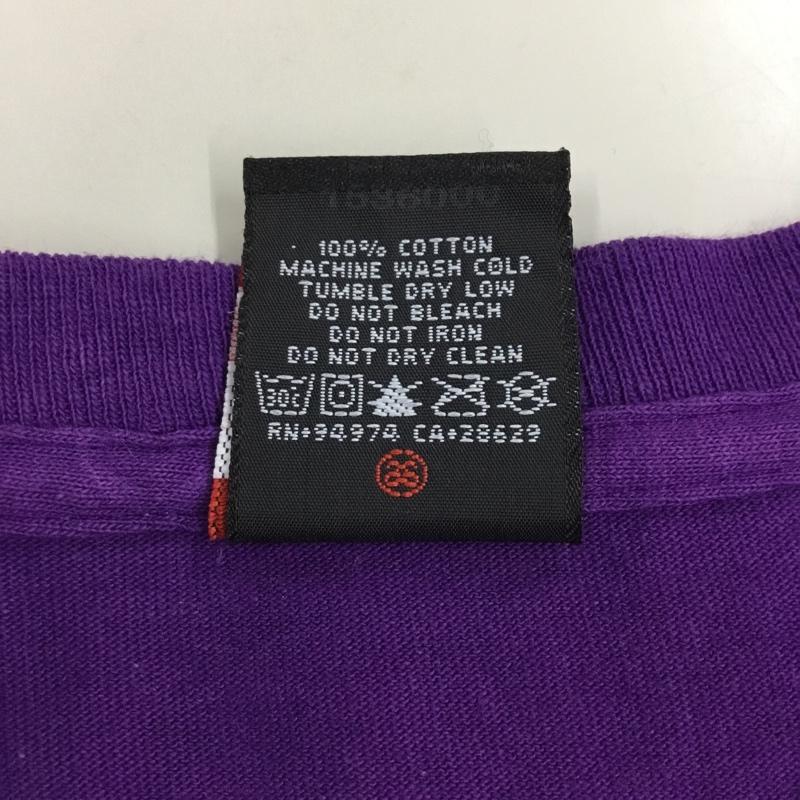 100% COTTON
MACHINE WASH COLD
TUMBLE DRY LOW
DO NOT BLEACH
DO NOT IRON
DO NOT DRY CLEAN
30C
RN+94974 CA+28629